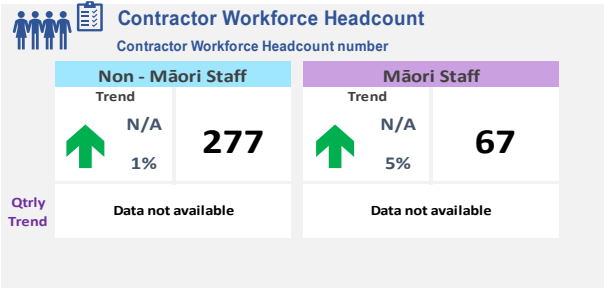 Contractor Workforce Headcount
Contractor Workforce Headcount number
Non - Māori Staff
Māori Staff
Trend
N/A
1%
277
Trend
N/A
5%
67
Qtrly
Trend
Data not available
Data not available